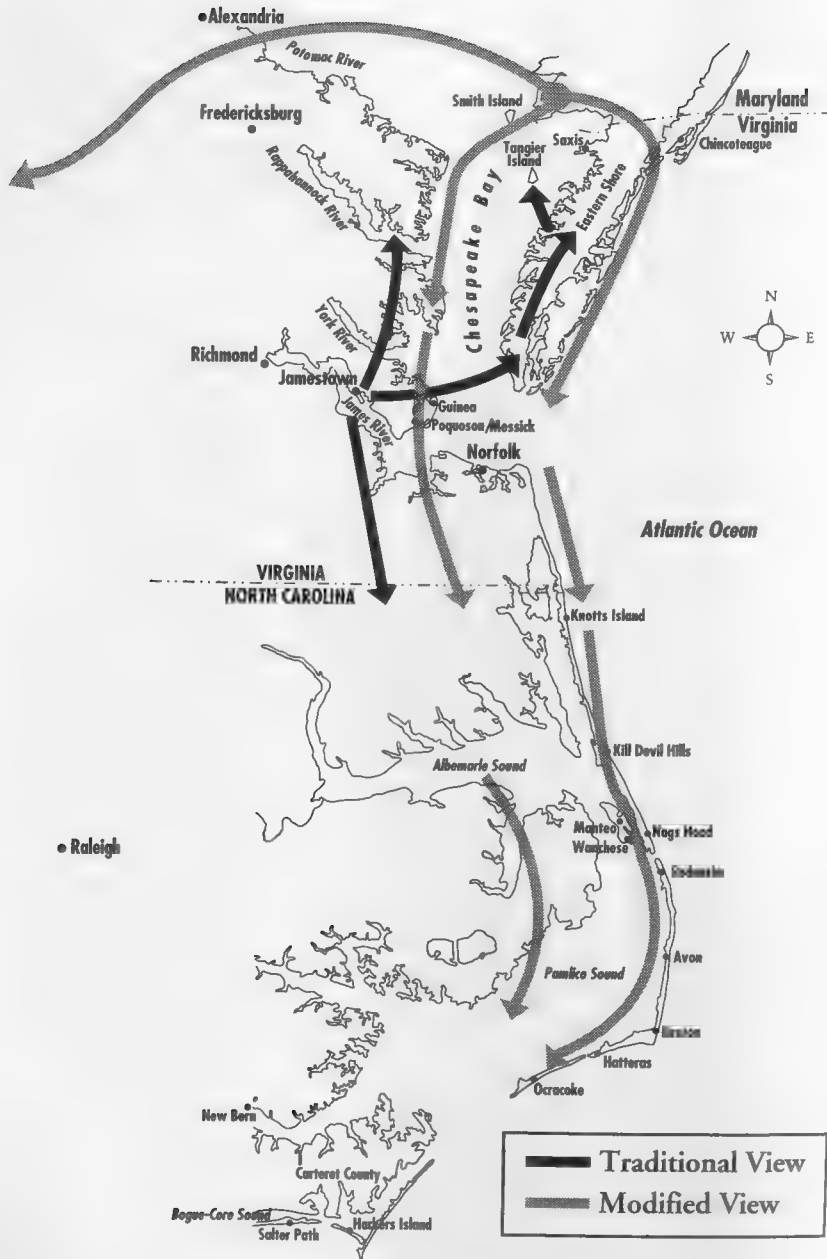 Alexandria
Potomac River
Fredericksburg
Smith Island
Maryland
Virginia
Saxis
Chincoteague
Tangier
Island
Rappahannock River
Chesapeake Bay
Eastern Shore
York River
N
W E
S
Richmond
Jamestown
James River
Guinea
Poquoson/Messick
Norfolk
Atlantic Ocean
VIRGINIA
NORTH CAROLINA
Knotts Island
Kill Devil Hills
Albemarle Sound
Manteo
Wanchese
Nags Head
Raleigh
Rodanthe
Avon
Pamlico Sound
Buxton
Hatteras
Ocracoke
New Bern
Carteret County
Bogue-Core Sound
Salter Path
Harkers Island
Traditional View
Modified View